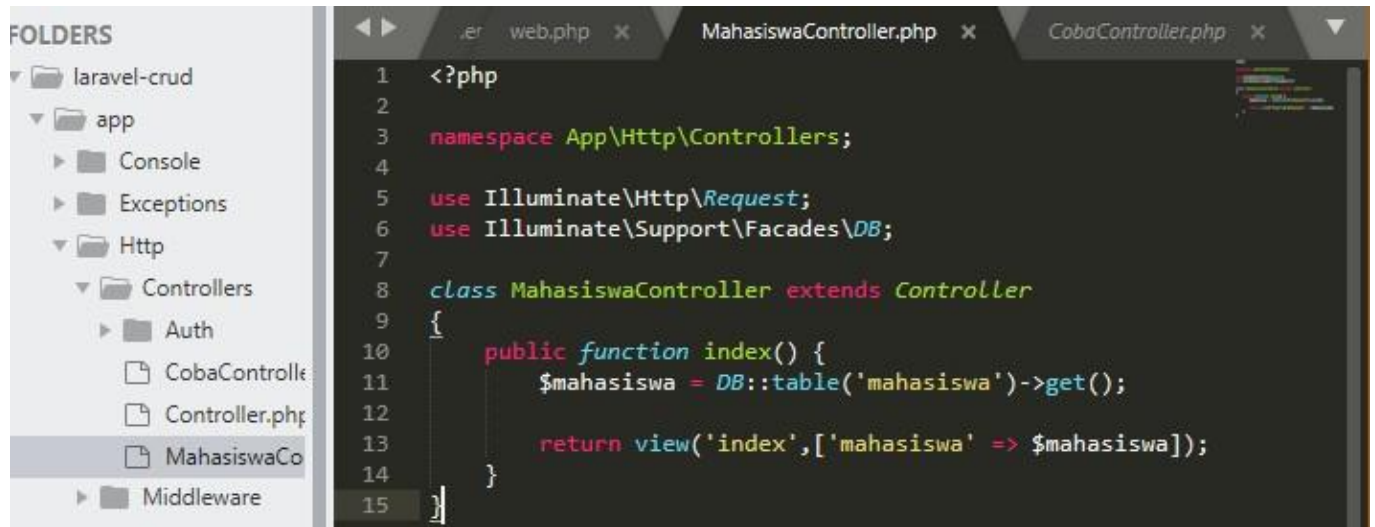 FOLDERS
laravel-crud
app
Console
Exceptions
Http
Controllers
Auth
CobaControlle
Controller.php
MahasiswaCo
Middleware
.er web.php × MahasiswaController.php × CobaController.php ×
1 <?php
2
3 namespace App\Http\Controllers;
4
5 use Illuminate\Http\Request;
6 use Illuminate\Support\Facades\DB;
7
8 class MahasiswaController extends Controller
9 {
10 public function index() {
11 $mahasiswa = DB::table('mahasiswa')->get();
12
13 return view('index',['mahasiswa' => $mahasiswa]);
14 }
15 }